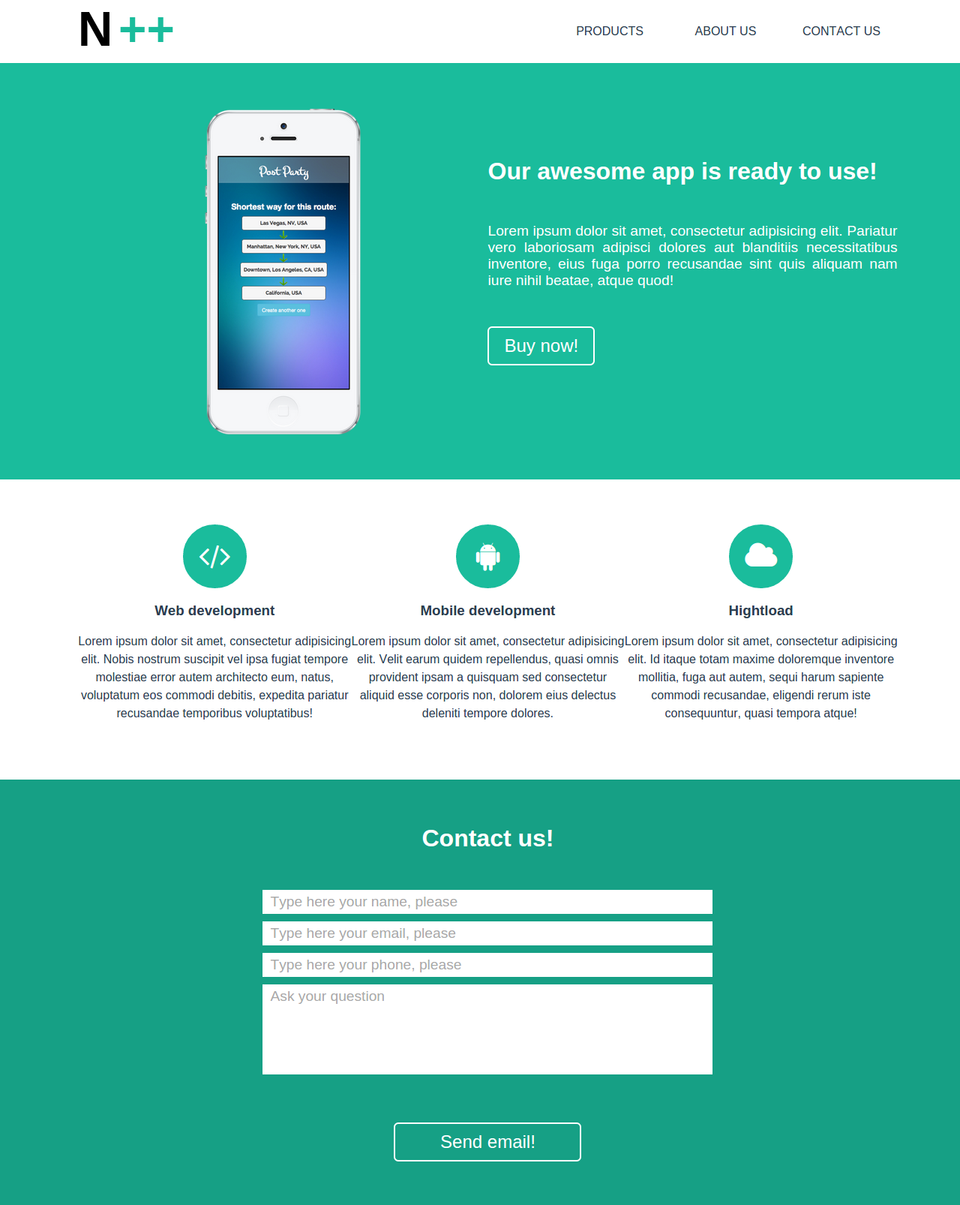 N ++
PRODUCTS
ABOUT US
CONTACT US
Post Party
Shortest way for this route:
Las Vegas, NV, USA
Manhattan, New York, NY, USA
Downtown, Los Angeles, CA, USA
California, USA
Create another one
Our awesome app is ready to use!
Lorem ipsum dolor sit amet, consectetur adipisicing elit. Pariatur
vero laboriosam adipisci dolores aut blanditiis necessitatibus
inventore, eius fuga porro recusandae sint quis aliquam nam
iure nihil beatae, atque quod!
Buy now!
Web development
Lorem ipsum dolor sit amet, consectetur adipisicing
elit. Nobis nostrum suscipit vel ipsa fugiat tempore
molestiae error autem architecto eum, natus,
voluptatum eos commodi debitis, expedita pariatur
recusandae temporibus voluptatibus!
Mobile development
Lorem ipsum dolor sit amet, consectetur adipisicing
elit. Velit earum quidem repellendus, quasi omnis
provident ipsam a quisquam sed consectetur
aliquid esse corporis non, dolorem eius delectus
deleniti tempore dolores.
Hightload
Lorem ipsum dolor sit amet, consectetur adipisicing
elit. Id itaque totam maxime doloremque inventore
mollitia, fuga aut autem, sequi harum sapiente
commodi recusandae, eligendi rerum iste
consequuntur, quasi tempora atque!
Contact us!
Type here your name, please
Type here your email, please
Type here your phone, please
Ask your question
Send email!